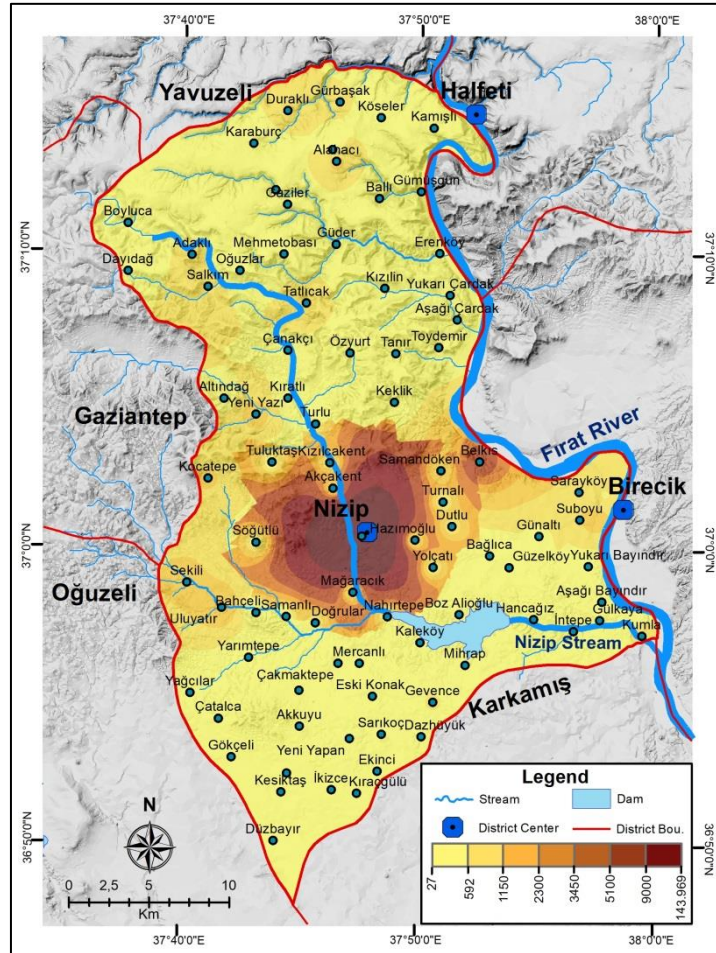 37°40'0"E
37°50'0"E
38°0'0"E
Yavuzeli
Gürbaşak
Halfeti
Duraklı
Köseler
Kamışlı
Karaburç
Alahacı
Gaziler
Ballı
Gümüşgün
Boyluca
37°10'0"N
37°10'0"N
Adaklı
Mehmetobası
Güder
Erenköy
Dayıdağ
Oğuzlar
Salkım
Kızılin
Yukarı Çardak
Tatlıcak
Aşağı Çardak
Çanakçı
Özyurt
Tanır
Toydemir
Altındağ
Kıratlı
Keklik
Yeni Yazı
Gaziantep
Turlu
Fırat River
Tuluktaş
Kızılcakent
Belkıs
Kocatepe
Samandöken
Akçakent
Sarayköy
Birecik
Turnalı
Nizip
Suboyu
Dutlu
Hazımoğlu
Günaltı
37°0'0"N
37°0'0"N
Söğütlü
Bağlıca
Yolçatı
Güzelköy
Yukarı Bayındır
Oğuzeli
Sekili
Mağaracık
Aşağı Bayındır
Uluyatır
Bahçeli
Samanlı
Doğrular
Nahırtepe
Boz Alioğlu
Hancağız
İntepe
Gülkaya
Kumla
Kaleköy
Nizip Stream
Yarımtepe
Mercanlı
Mihrap
Yağcılar
Çakmaktepe
Eski Konak
Gevence
Karkamış
Çatalca
Akkuyu
Sarıkoç
Dazhüyük
Gökçeli
Yeni Yapan
Ekinci
Kesiktaş
İkizce
Kıraçgülü
Düzbayır
36°50'0"N
36°50'0"N
N
0 2,5 5 10
Km
Legend
Stream
Dam
District Center
District Bou.
27
592
1150
2300
3450
5100
9000
143.969
37°40'0"E
37°50'0"E
38°0'0"E